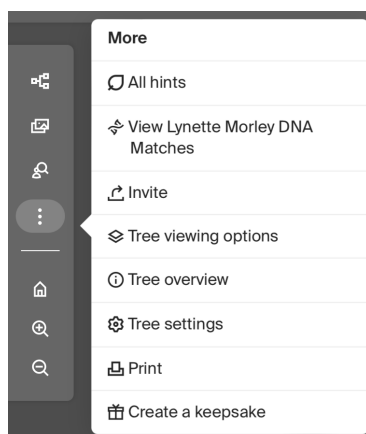 More
All hints
View Lynette Morley DNA
Matches
Invite
Tree viewing options
Tree overview
Tree settings
Print
Create a keepsake